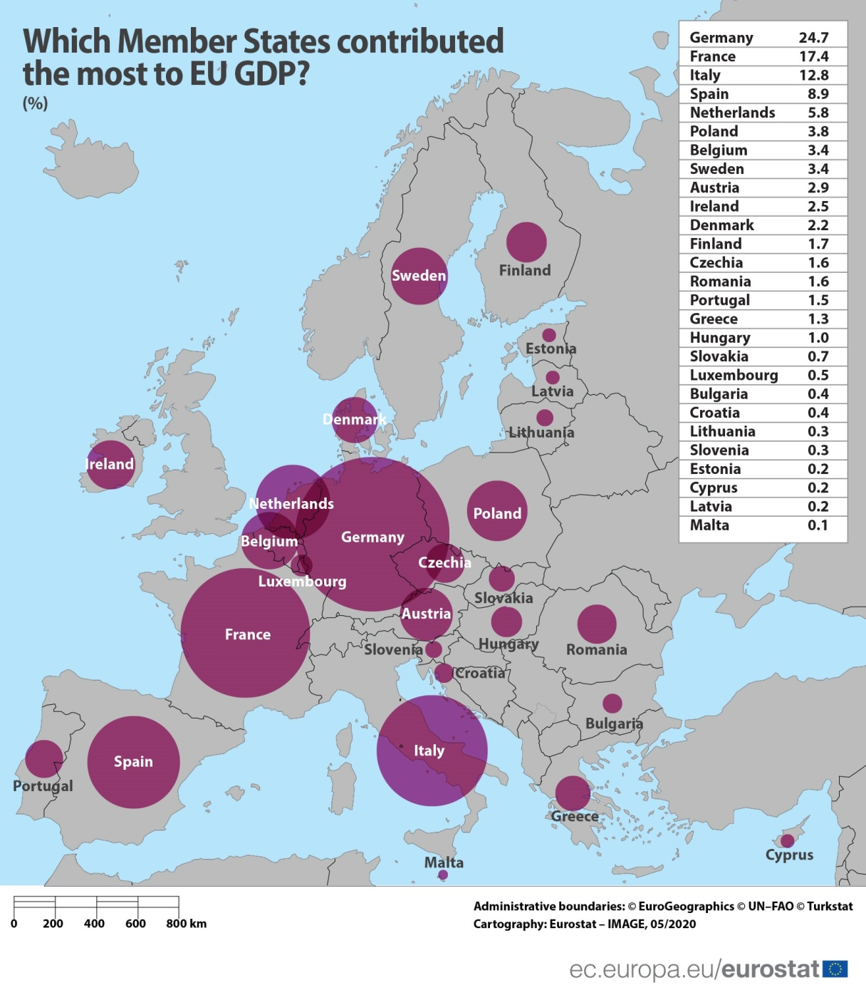 Which Member States contributed
the most to EU GDP?
(%)
Germany 24.7
France 17.4
Italy 12.8
Spain 8.9
Netherlands 5.8
Poland 3.8
Belgium 3.4
Sweden 3.4
Austria 2.9
Ireland 2.5
Denmark 2.2
Finland 1.7
Czechia 1.6
Romania 1.6
Portugal 1.5
Greece 1.3
Hungary 1.0
Slovakia 0.7
Luxembourg 0.5
Bulgaria 0.4
Croatia 0.4
Lithuania 0.3
Slovenia 0.3
Estonia 0.2
Cyprus 0.2
Latvia 0.2
Malta 0.1
Finland
Sweden
Estonia
Latvia
Denmark
Lithuania
Ireland
Netherlands
Poland
Germany
Belgium
Czechia
Luxembourg
Slovakia
Austria
France
Hungary
Slovenia
Romania
Croatia
Bulgaria
Italy
Spain
Portugal
Greece
Cyprus
Malta
0 200 400 600 800 km
Administrative boundaries: © EuroGeographics © UN–FAO © Turkstat
Cartography: Eurostat – IMAGE, 05/2020
ec.europa.eu/eurostat